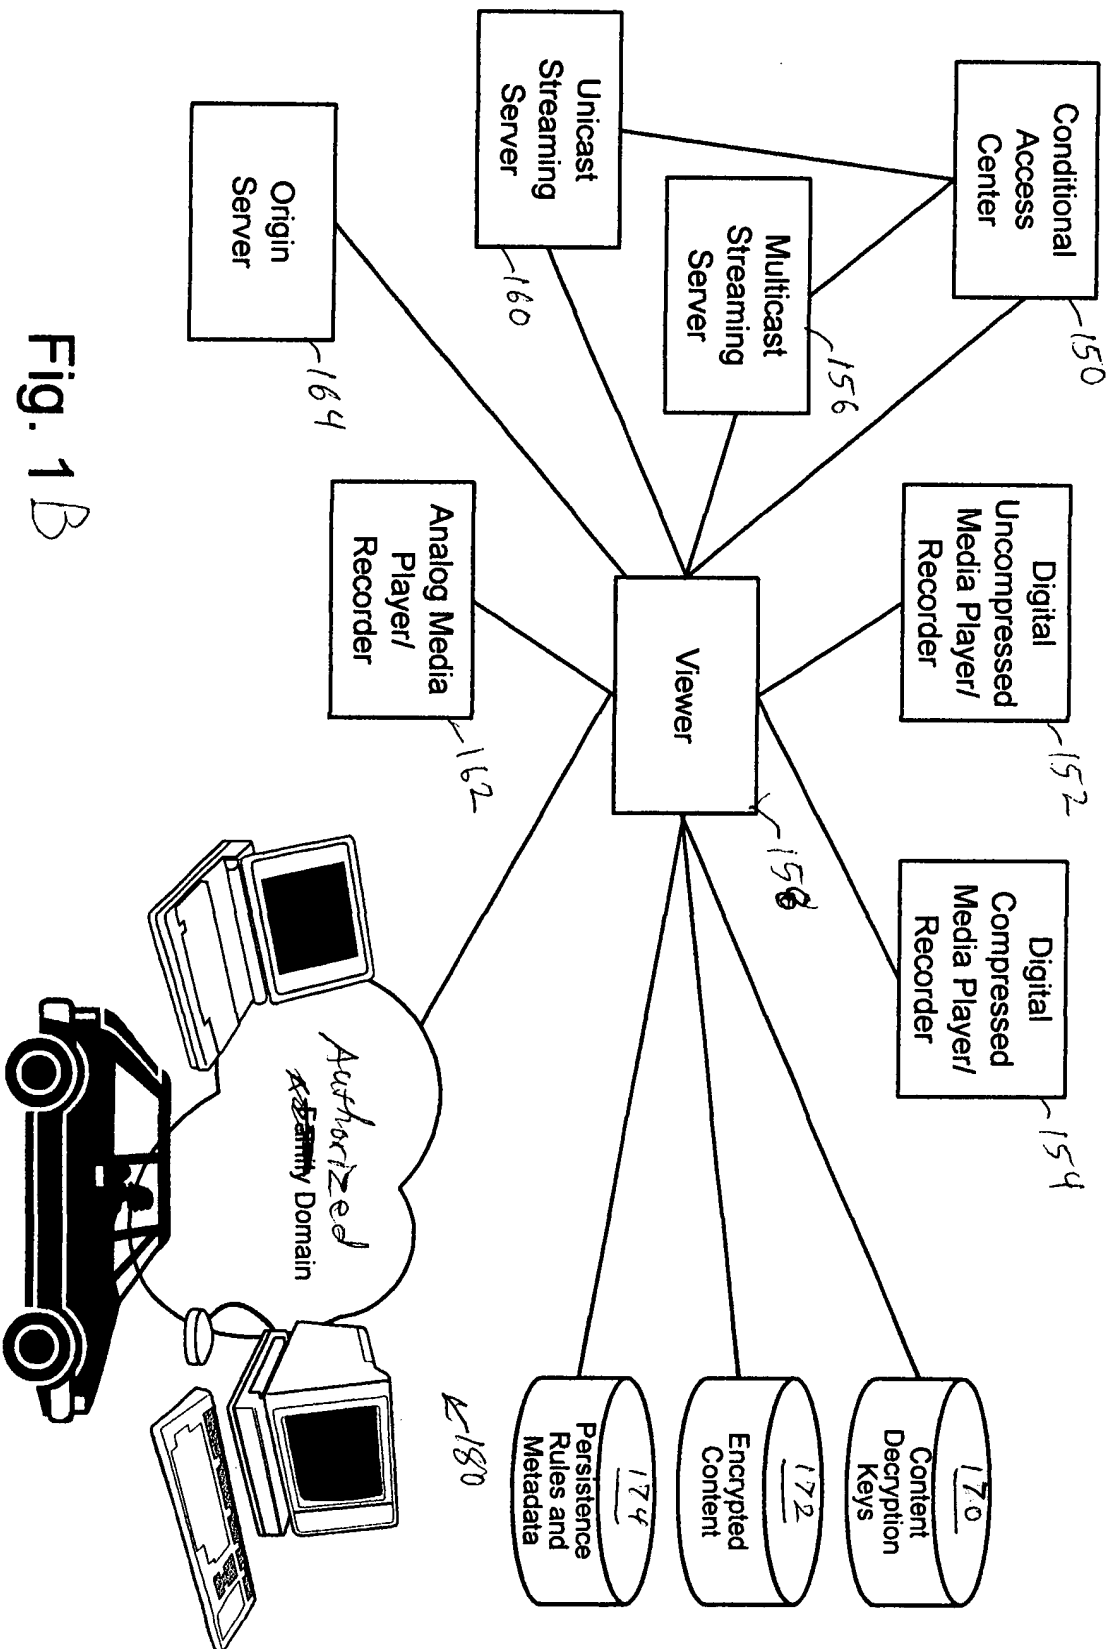 Conditional
Access
Center
150
Digital
Uncompressed
Media Player/
Recorder
152
Digital
Compressed
Media Player/
Recorder
154
Multicast
Streaming
Server
156
Unicast
Streaming
Server
160
Viewer
158
170
Content
Decryption
Keys
172
Encrypted
Content
174
Persistence
Rules and
Metadata
Origin
Server
164
Analog Media
Player/
Recorder
162
Authorized
Family Domain
180
Fig. 1B